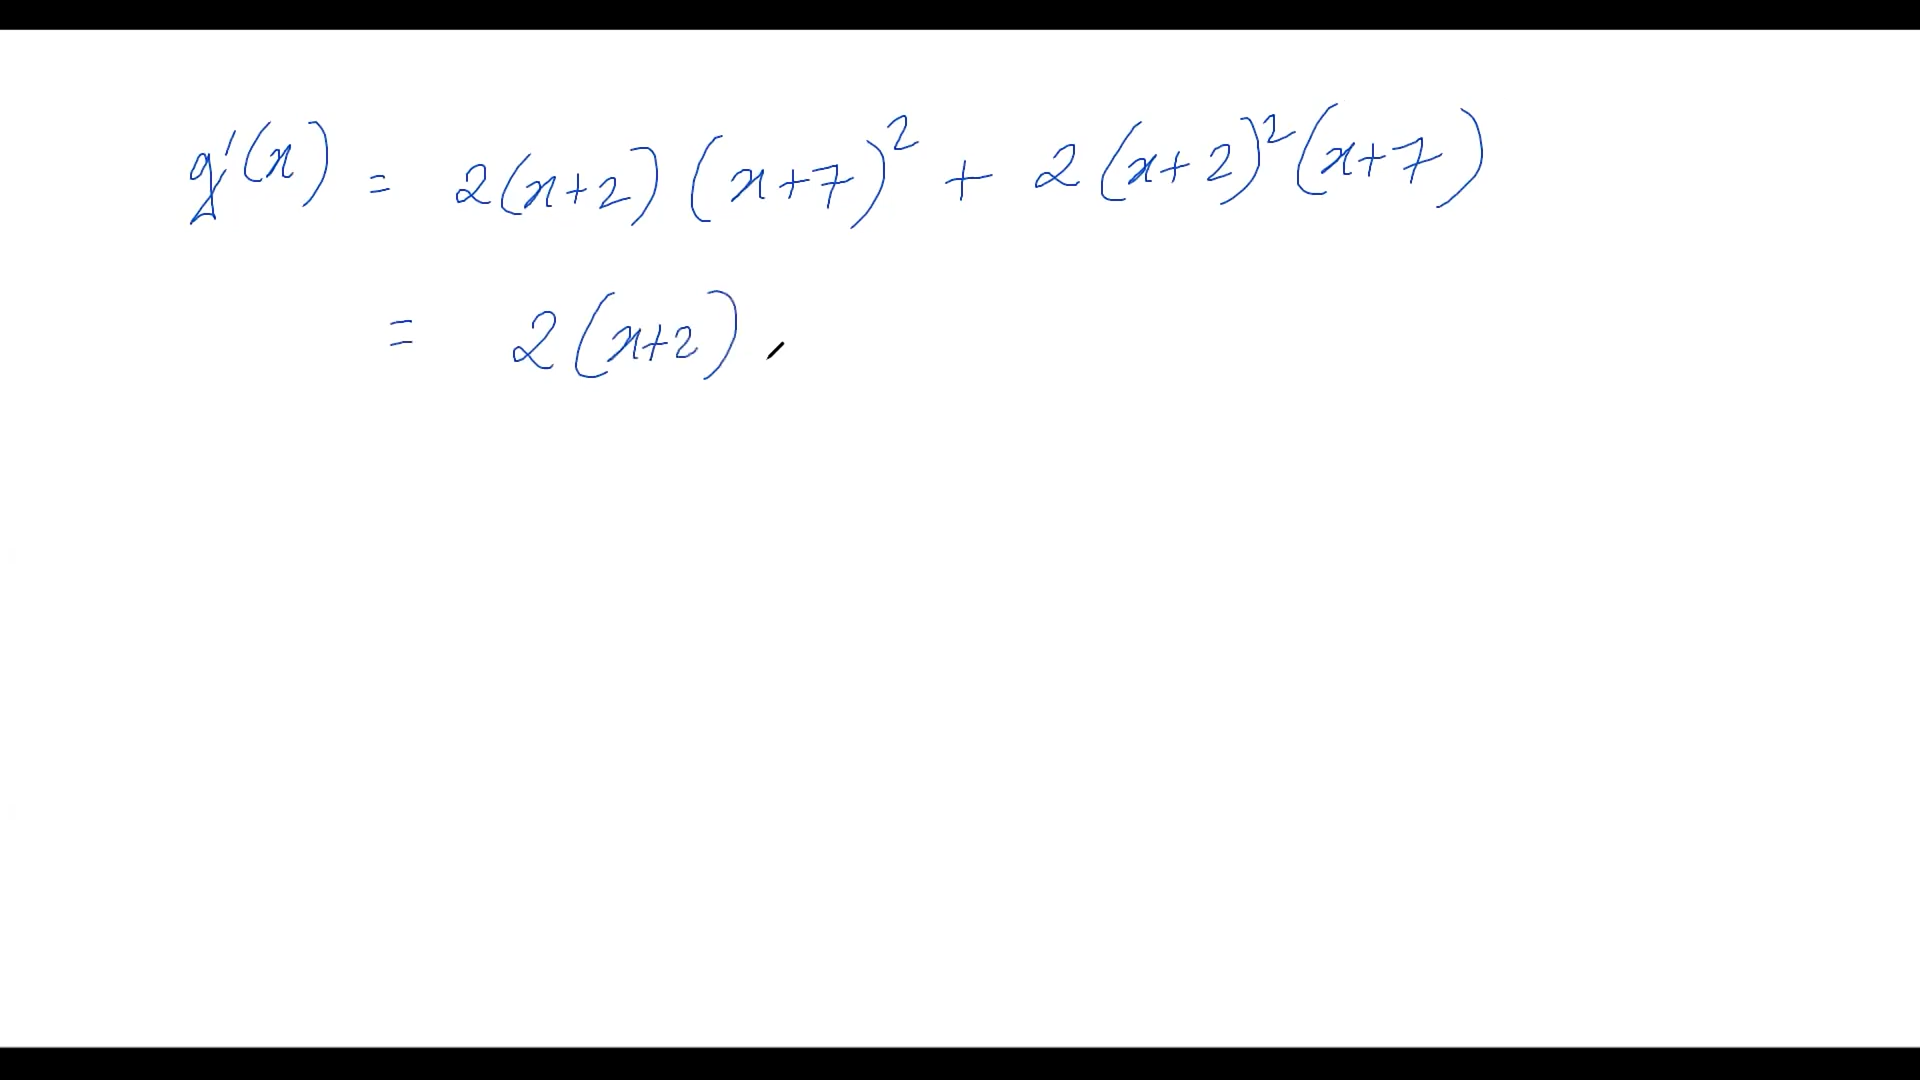 g'(x) = 2(x+2)(x+7)² + 2(x+2)²(x+7)
= 2(x+2)